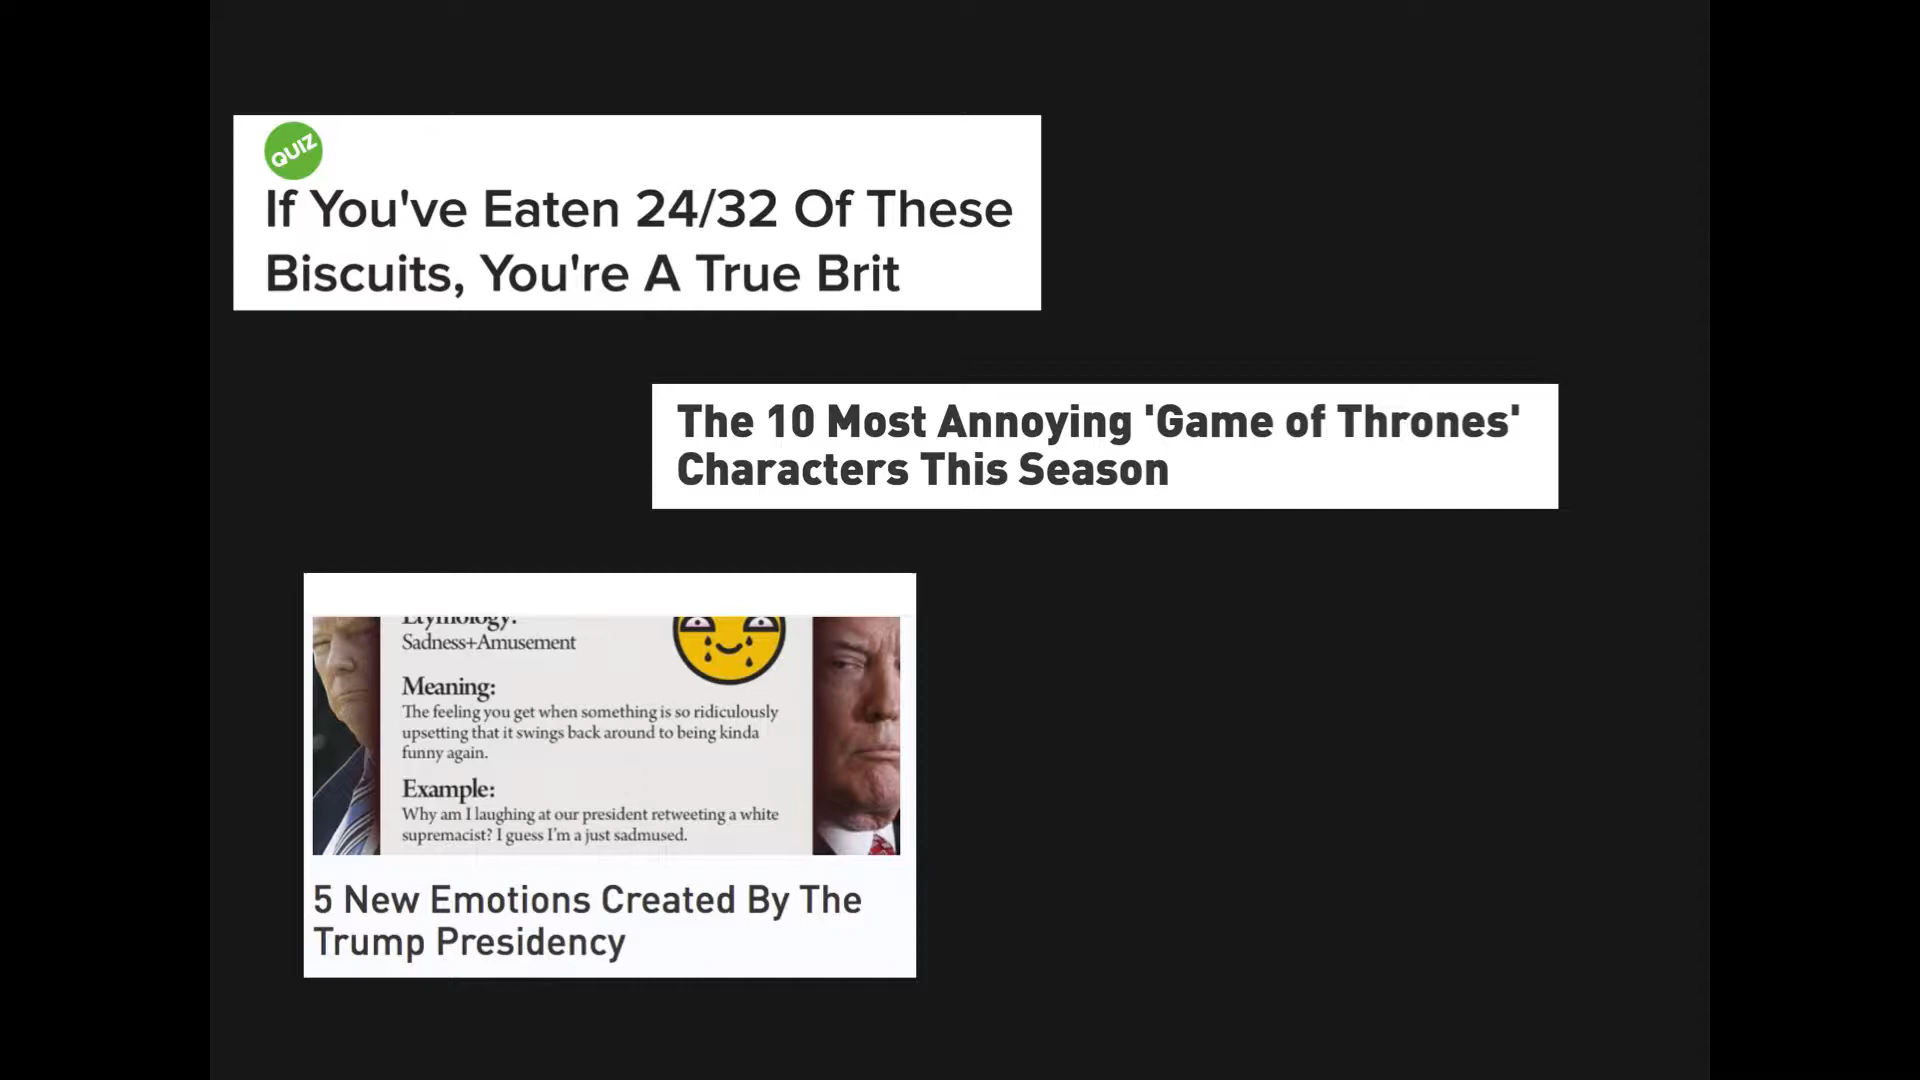 QUIZ
If You've Eaten 24/32 Of These
Biscuits, You're A True Brit
The 10 Most Annoying 'Game of Thrones'
Characters This Season
Etymology:
Sadness+Amusement
Meaning:
The feeling you get when something is so ridiculously
upsetting that it swings back around to being kinda
funny again.
Example:
Why am I laughing at our president retweeting a white
supremacist? I guess I'm a just sadmused.
5 New Emotions Created By The
Trump Presidency